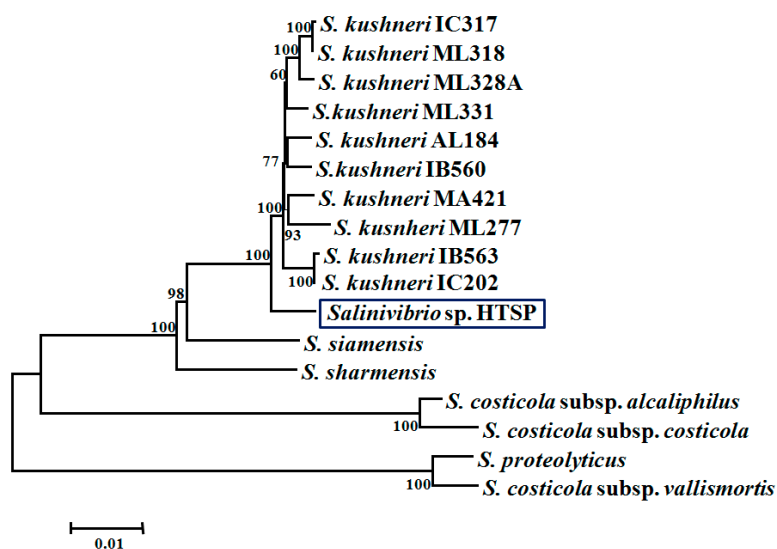 S. kushneri IC317
100
S. kushneri ML318
100
60
S. kushneri ML328A
S.kushneri ML331
S. kushneri AL184
77
S.kushneri IB560
S. kushneri MA421
100
S. kusnheri ML277
93
100
S. kushneri IB563
100
S. kushneri IC202
98
Salinivibrio sp. HTSP
100
S. siamensis
S. sharmensis
S. costicola subsp. alcaliphilus
100
S. costicola subsp. costicola
S. proteolyticus
100
S. costicola subsp. vallismortis
0.01